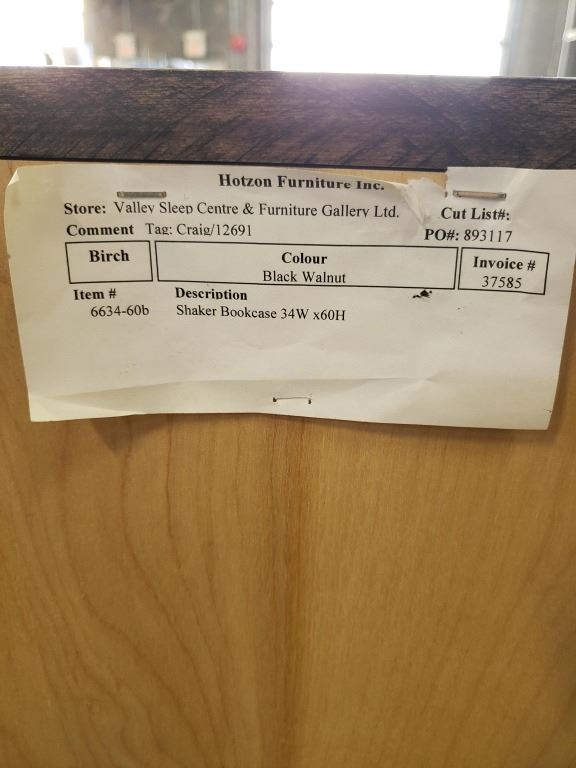 Hotzon Furniture Inc.
Store: Valley Sleep Centre & Furniture Gallery Ltd. Cut List#:
Comment Tag: Craig/12691 PO#: 893117
Birch Colour Invoice #
Black Walnut 37585
Item # Description
6634-60b Shaker Bookcase 34W x60H